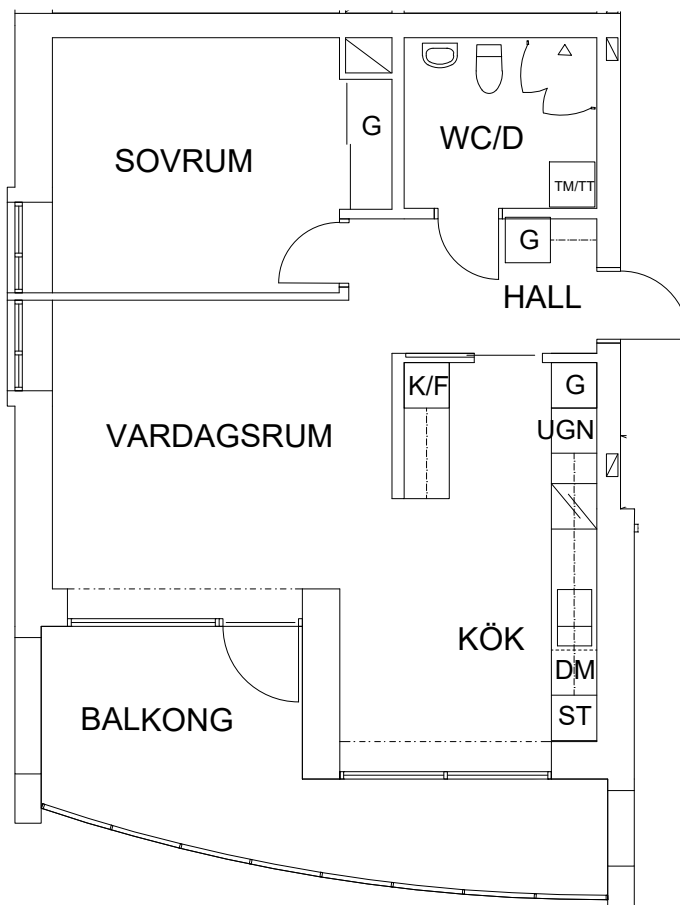 G
WC/D
SOVRUM
TM/TT
G
HALL
K/F
G
UGN
VARDAGSRUM
KÖK
DM
BALKONG
ST